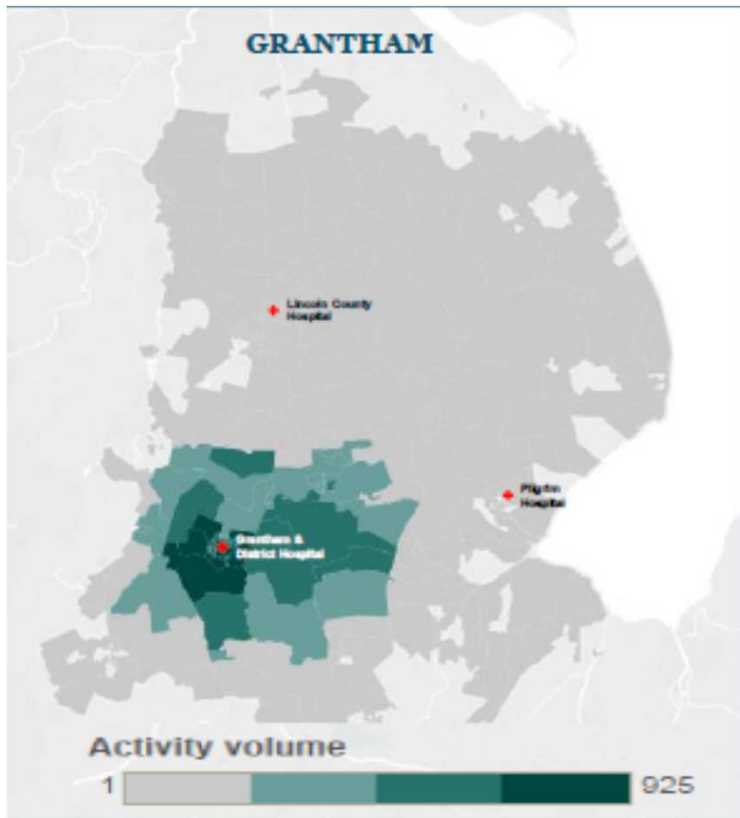 GRANTHAM
Lincoln County
Hospital
Pilgrim
Hospital
Grantham &
District Hospital
Activity volume
1
925